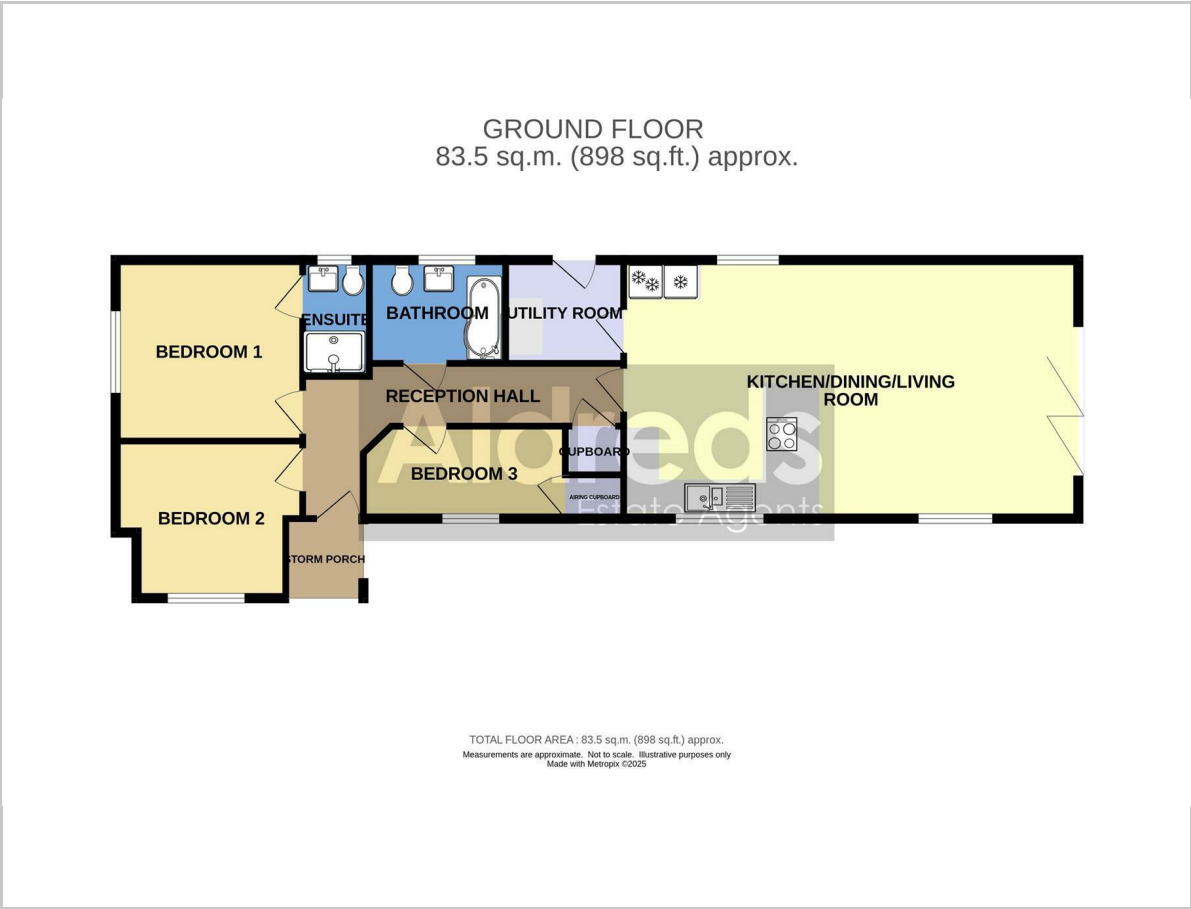 GROUND FLOOR
83.5 sq.m. (898 sq.ft.) approx.
BEDROOM 1
ENSUITE
BATHROOM
UTILITY ROOM
KITCHEN/DINING/LIVING
ROOM
RECEPTION HALL
CUPBOARD
BEDROOM 3
AIRING CUPBOARD
BEDROOM 2
STORM PORCH
Aldreds
Estate Agents
TOTAL FLOOR AREA : 83.5 sq.m. (898 sq.ft.) approx.
Measurements are approximate. Not to scale. Illustrative purposes only
Made with Metropix ©2025